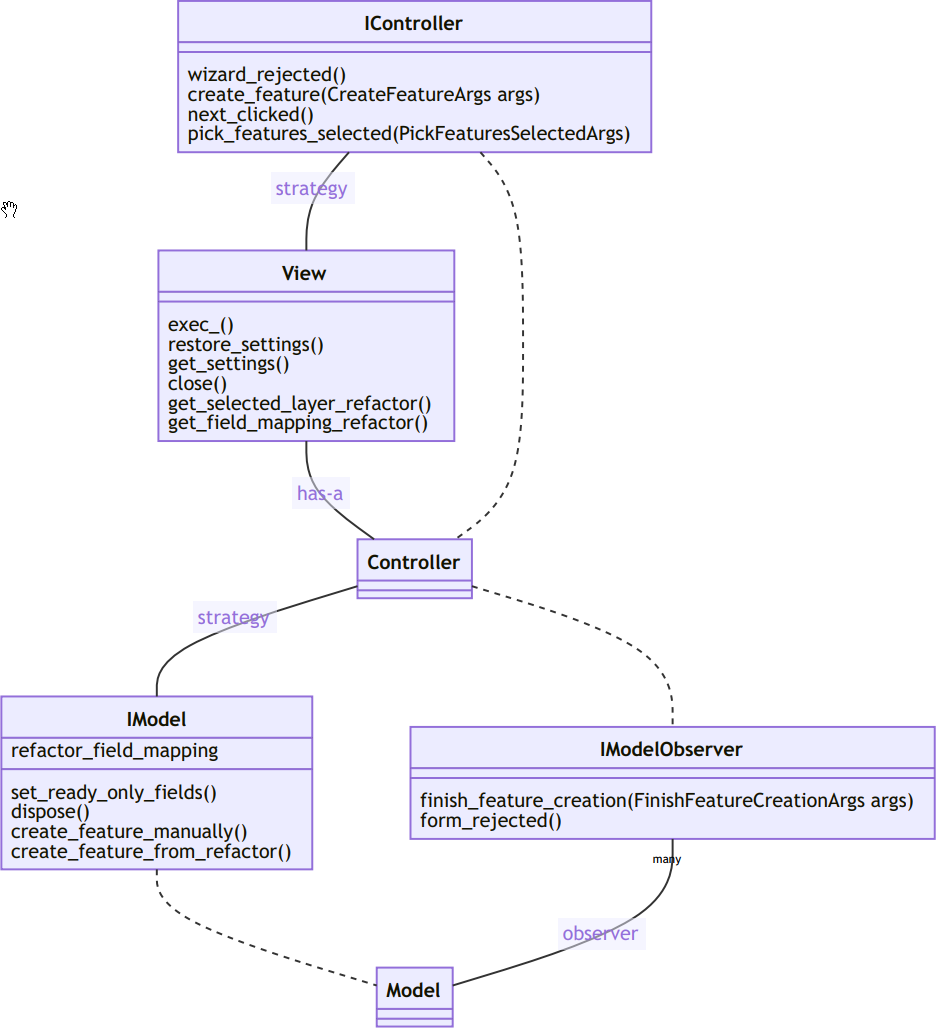 IController
wizard_rejected()
create_feature(CreateFeatureArgs args)
next_clicked()
pick_features_selected(PickFeaturesSelectedArgs)
strategy
View
exec_()
restore_settings()
get_settings()
close()
get_selected_layer_refactor()
get_field_mapping_refactor()
has-a
Controller
strategy
IModel
refactor_field_mapping
set_ready_only_fields()
dispose()
create_feature_manually()
create_feature_from_refactor()
IModelObserver
finish_feature_creation(FinishFeatureCreationArgs args)
form_rejected()
many
observer
Model